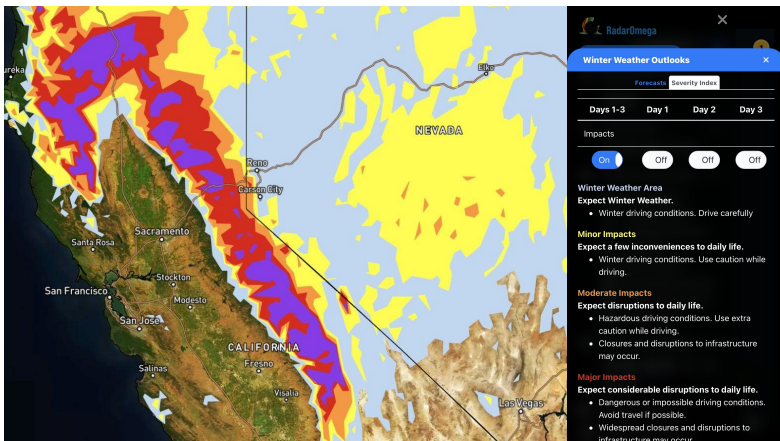 ureka
Elko
NEVADA
Reno
Carson City
Sacramento
Santa Rosa
Stockton
San Francisco
Modesto
San Jose
CALIFORNIA
Salinas
Fresno
Visalia
Las Vegas
RadarOmega
Winter Weather Outlooks
Forecasts Severity Index
Days 1-3 Day 1 Day 2 Day 3
Impacts
On Off Off Off
Winter Weather Area
Expect Winter Weather.
• Winter driving conditions. Drive carefully
Minor Impacts
Expect a few inconveniences to daily life.
• Winter driving conditions. Use caution while
driving.
Moderate Impacts
Expect disruptions to daily life.
• Hazardous driving conditions. Use extra
caution while driving.
• Closures and disruptions to infrastructure
may occur.
Major Impacts
Expect considerable disruptions to daily life.
• Dangerous or impossible driving conditions.
Avoid travel if possible.
• Widespread closures and disruptions to
infrastructure may occur